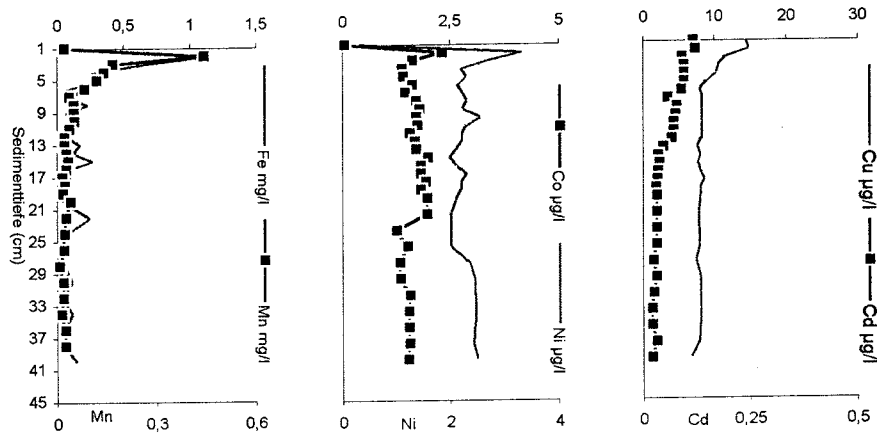 0 0,5 1 1,5
1
5
9
13
17
21
25
29
33
37
41
45
Sedimenttiefe (cm)
Fe mg/l
Mn mg/l
0 0,3 0,6
Mn
0 2,5 5
Co µg/l
Ni µg/l
0 2 4
Ni
0 10 20 30
Cu µg/l
Cd µg/l
0 0,25 0,5
Cd